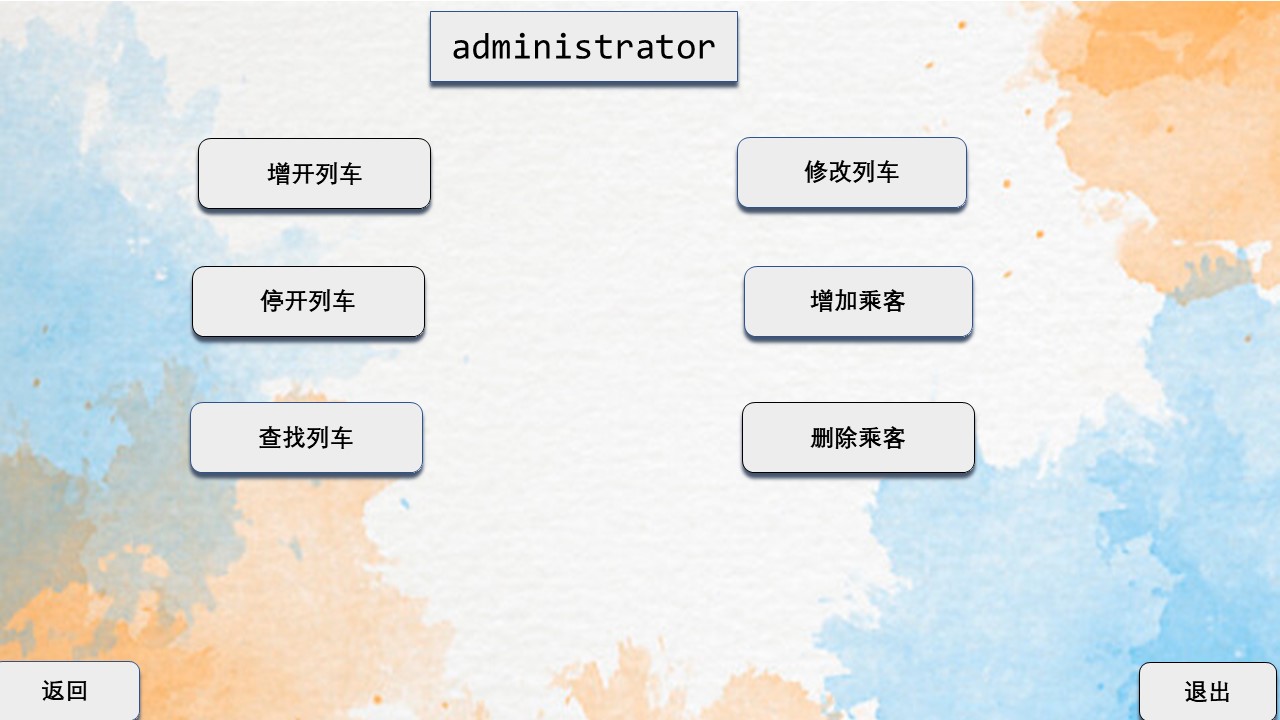 administrator
增开列车
修改列车
停开列车
增加乘客
查找列车
删除乘客
返回
退出